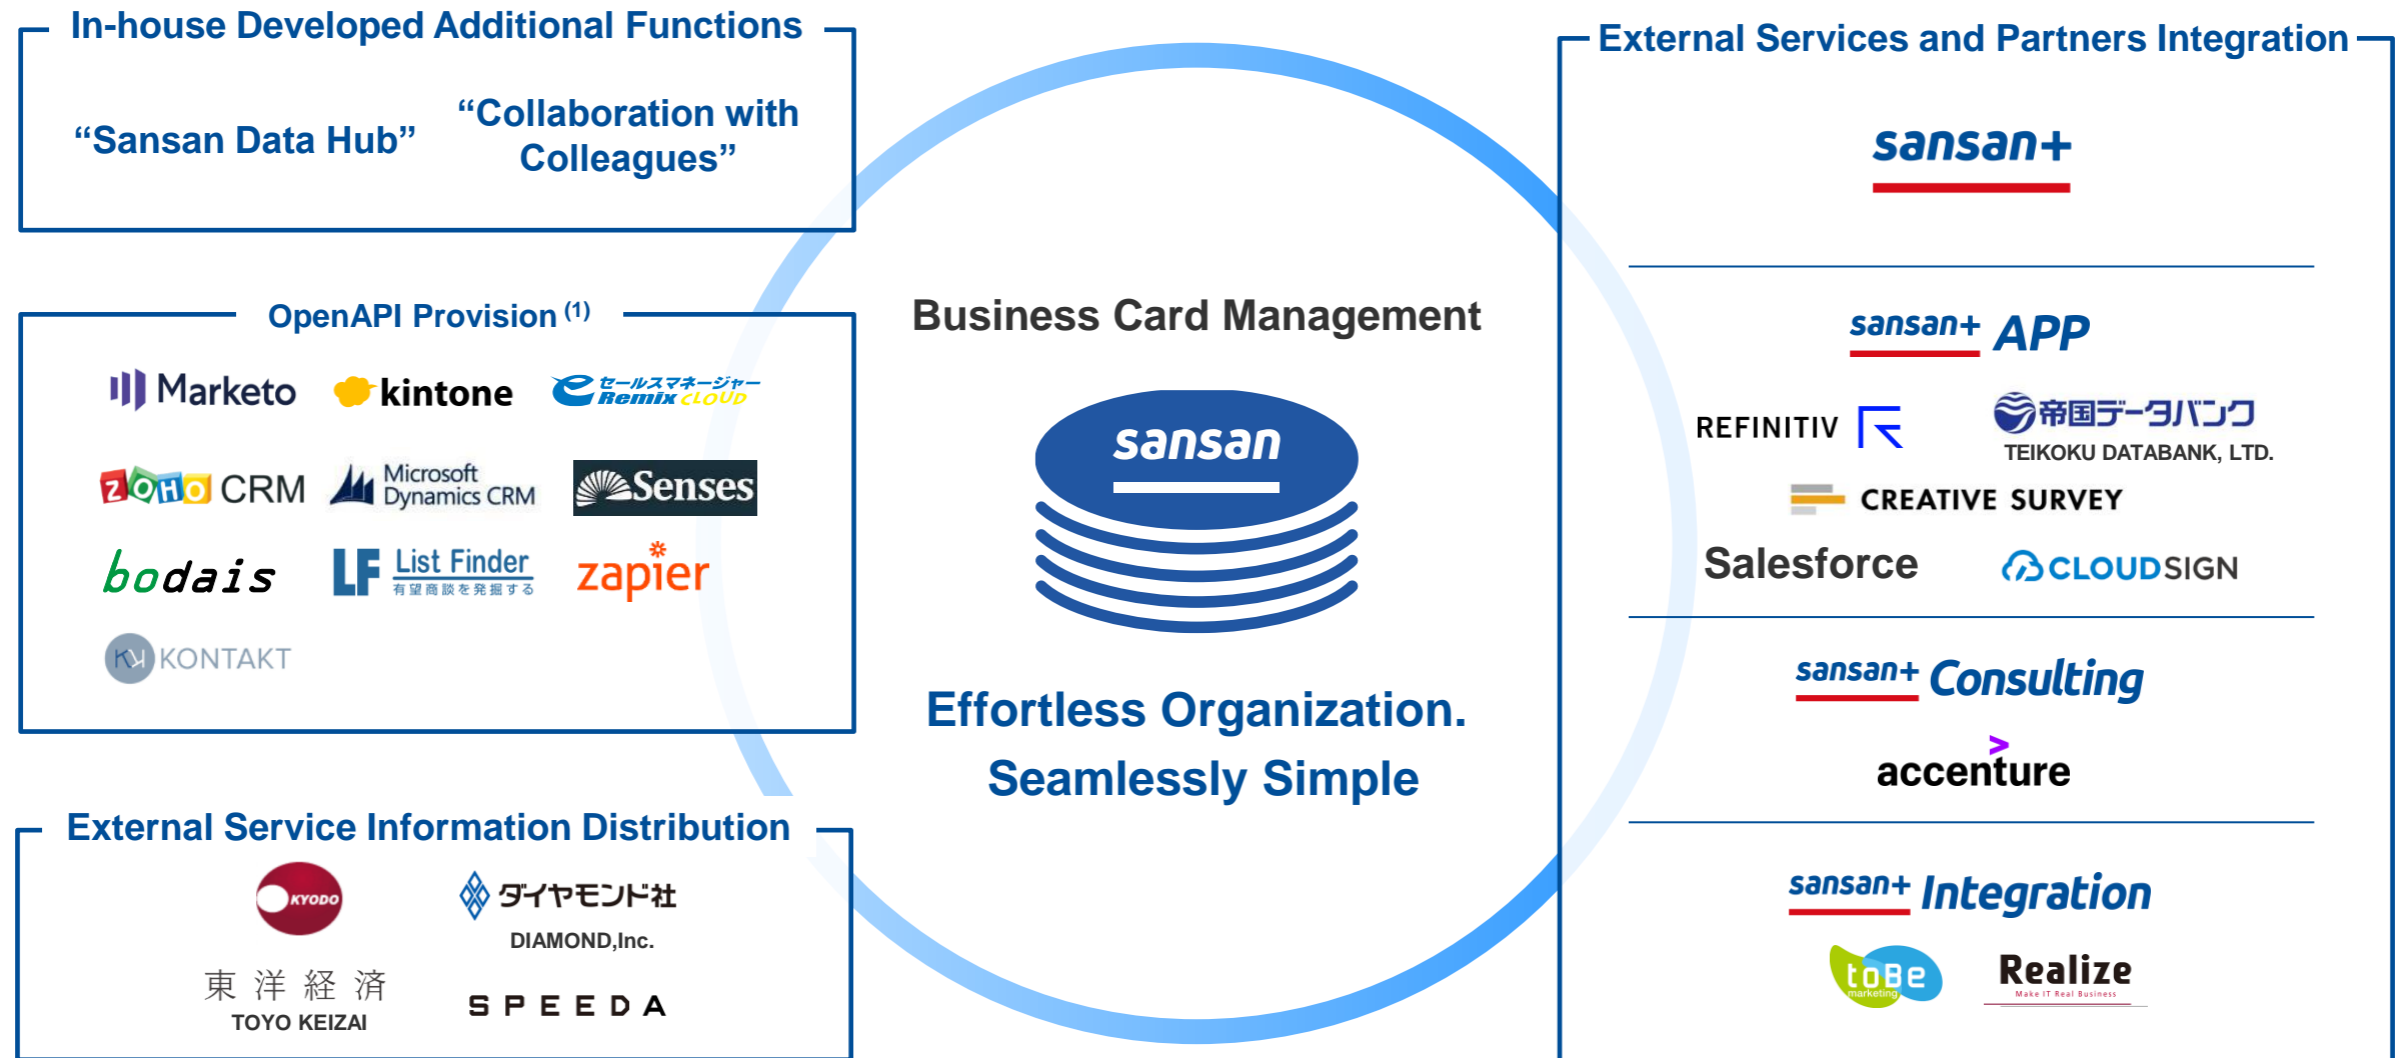 In-house Developed Additional Functions
“Sansan Data Hub”
“Collaboration with
Colleagues”
OpenAPI Provision (1)
Marketo
kintone
eセールスマネージャー
Remix CLOUD
ZOHO CRM
Microsoft
Dynamics CRM
Senses
bodais
LF List Finder
有望商談を発掘する
zapier
KK KONTAKT
External Service Information Distribution
KYODO
ダイヤモンド社
DIAMOND,Inc.
東洋経済
TOYO KEIZAI
SPEEDA
Business Card Management
sansan
Effortless Organization.
Seamlessly Simple
External Services and Partners Integration
sansan+
sansan+ APP
REFINITIV
帝国データバンク
TEIKOKU DATABANK, LTD.
CREATIVE SURVEY
Salesforce
CLOUDSIGN
sansan+ Consulting
accenture
sansan+ Integration
toBe
marketing
Realize
Make IT Real Business